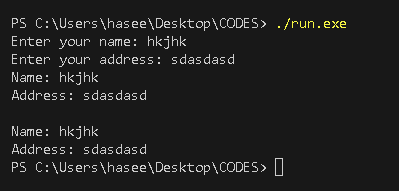 PS C:\Users\hasee\Desktop\CODES> ./run.exe
Enter your name: hkjhk
Enter your address: sdasdasd
Name: hkjhk
Address: sdasdasd

Name: hkjhk
Address: sdasdasd
PS C:\Users\hasee\Desktop\CODES>